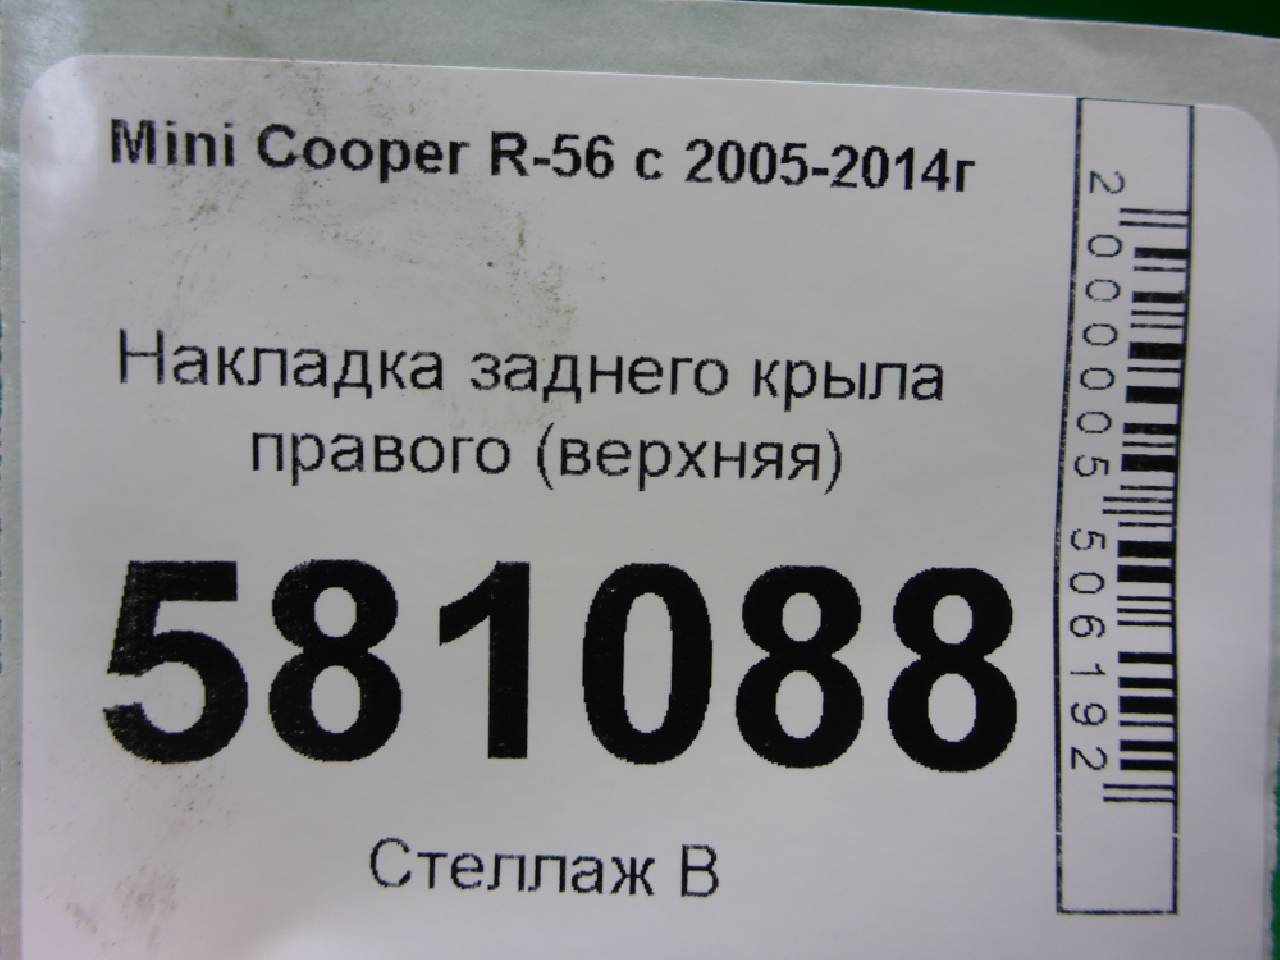 Mini Cooper R-56 с 2005-2014г
Накладка заднего крыла
правого (верхняя)
581088
Стеллаж В
2000005506192